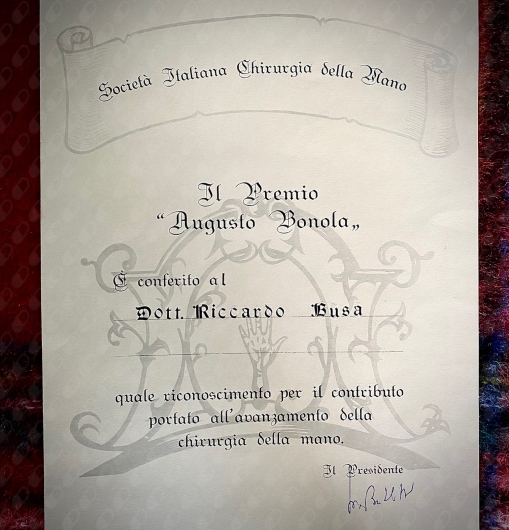 Società Italiana Chirurgia della Mano
Il Premio
“Augusto Bonola„
È conferito al
Dott. Riccardo Busa
quale riconoscimento per il contributo
portato all'avanzamento della
chirurgia della mano.
Il Presidente